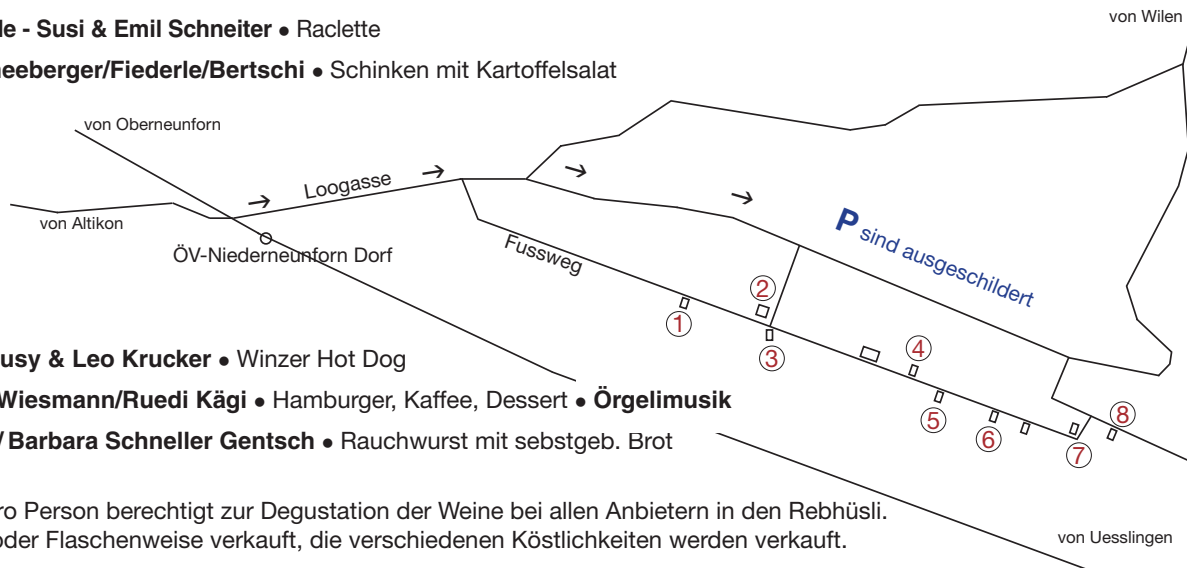 le - Susi & Emil Schneiter • Raclette
von Wilen
neeberger/Fiederle/Bertschi • Schinken mit Kartoffelsalat
von Oberneunforn
Loogasse
von Altikon
ÖV-Niederneunforn Dorf
Fussweg
P sind ausgeschildert
1
2
3
4
5
6
7
8
usy & Leo Krucker • Winzer Hot Dog
Wiesmann/Ruedi Kägi • Hamburger, Kaffee, Dessert • Örgelimusik
/ Barbara Schneller Gentsch • Rauchwurst mit sebstgeb. Brot
ro Person berechtigt zur Degustation der Weine bei allen Anbietern in den Rebhüsli.
oder Flaschenweise verkauft, die verschiedenen Köstlichkeiten werden verkauft.
von Uesslingen